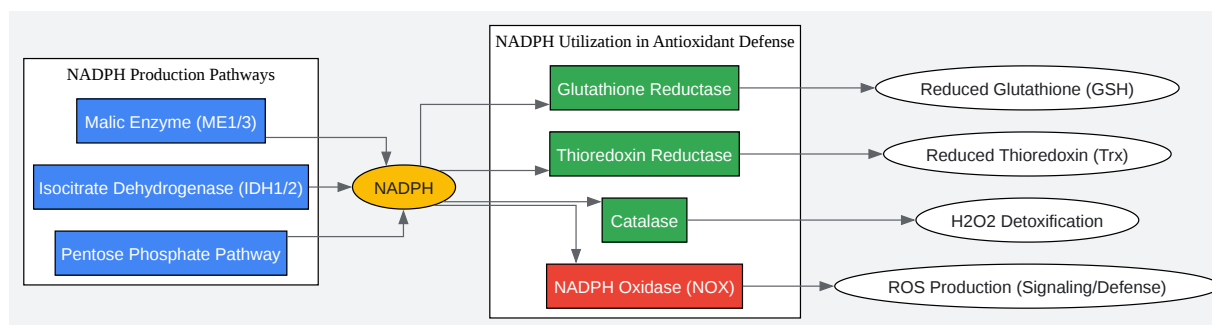 NADPH Production Pathways
Malic Enzyme (ME1/3)
Isocitrate Dehydrogenase (IDH1/2)
Pentose Phosphate Pathway
NADPH
NADPH Utilization in Antioxidant Defense
Glutathione Reductase
Thioredoxin Reductase
Catalase
NADPH Oxidase (NOX)
Reduced Glutathione (GSH)
Reduced Thioredoxin (Trx)
H2O2 Detoxification
ROS Production (Signaling/Defense)